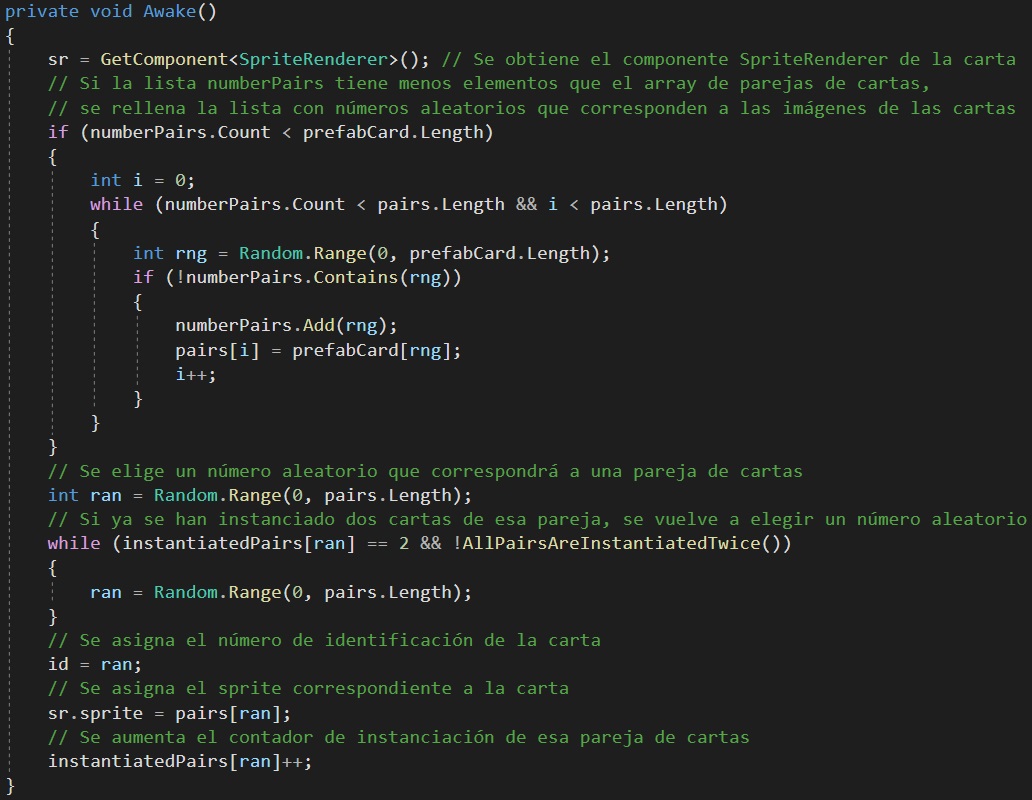 private void Awake()
{
    sr = GetComponent<SpriteRenderer>(); // Se obtiene el componente SpriteRenderer de la carta
    // Si la lista numberPairs tiene menos elementos que el array de parejas de cartas,
    // se rellena la lista con números aleatorios que corresponden a las imágenes de las cartas
    if (numberPairs.Count < prefabCard.Length)
    {
        int i = 0;
        while (numberPairs.Count < pairs.Length && i < pairs.Length)
        {
            int rng = Random.Range(0, prefabCard.Length);
            if (!numberPairs.Contains(rng))
            {
                numberPairs.Add(rng);
                pairs[i] = prefabCard[rng];
                i++;
            }
        }
    }
    // Se elige un número aleatorio que correspondrá a una pareja de cartas
    int ran = Random.Range(0, pairs.Length);
    // Si ya se han instanciado dos cartas de esa pareja, se vuelve a elegir un número aleatorio
    while (instantiatedPairs[ran] == 2 && !AllPairsAreInstantiatedTwice())
    {
        ran = Random.Range(0, pairs.Length);
    }
    // Se asigna el número de identificación de la carta
    id = ran;
    // Se asigna el sprite correspondiente a la carta
    sr.sprite = pairs[ran];
    // Se aumenta el contador de instanciación de esa pareja de cartas
    instantiatedPairs[ran]++;
}